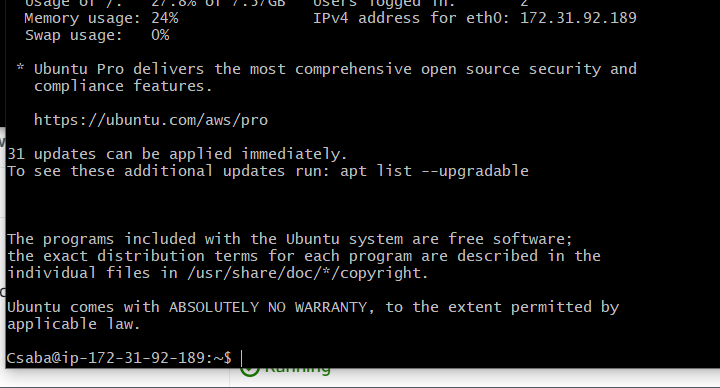 Usage of /: 27.8% of 7.57GB Users logged in: 2
Memory usage: 24% IPv4 address for eth0: 172.31.92.189
Swap usage: 0%
* Ubuntu Pro delivers the most comprehensive open source security and
compliance features.
https://ubuntu.com/aws/pro
31 updates can be applied immediately.
To see these additional updates run: apt list --upgradable
The programs included with the Ubuntu system are free software;
the exact distribution terms for each program are described in the
individual files in /usr/share/doc/*/copyright.
Ubuntu comes with ABSOLUTELY NO WARRANTY, to the extent permitted by
applicable law.
Csaba@ip-172-31-92-189:~$
Running